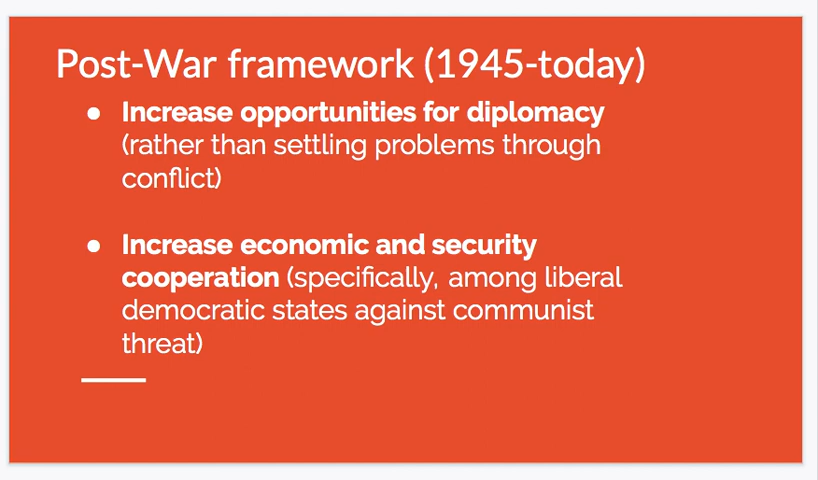 Post-War framework (1945-today)
● Increase opportunities for diplomacy
(rather than settling problems through
conflict)
● Increase economic and security
cooperation (specifically, among liberal
democratic states against communist
threat)